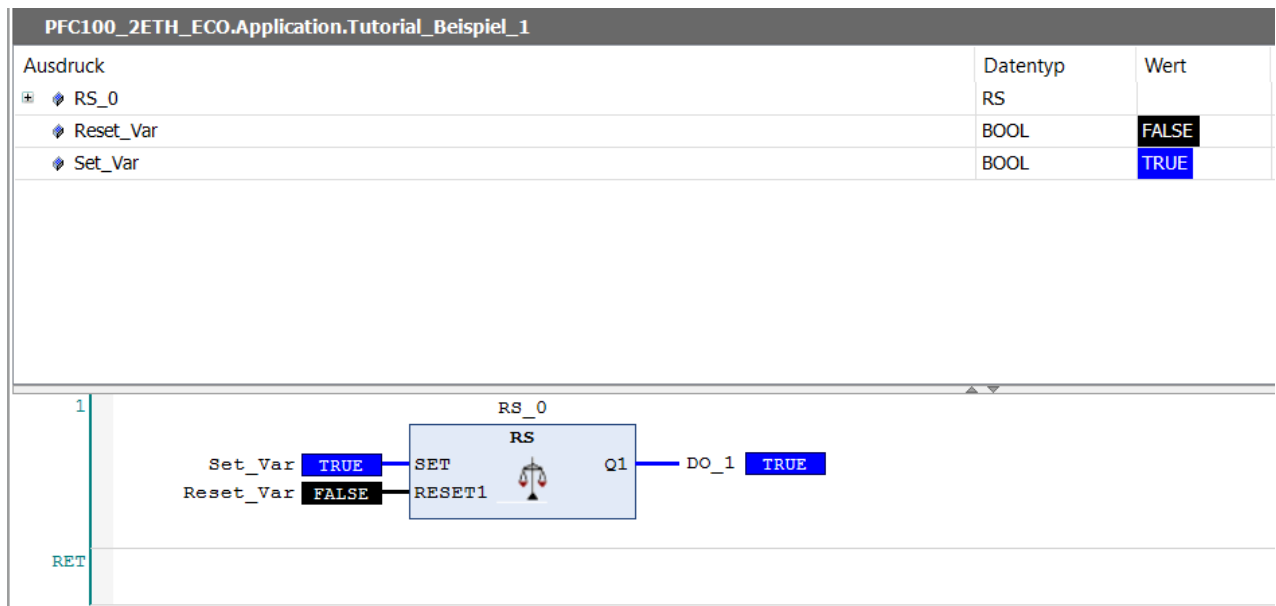 PFC100_2ETH_ECO.Application.Tutorial_Beispiel_1
Ausdruck Datentyp Wert
RS_0 RS
Reset_Var BOOL FALSE
Set_Var BOOL TRUE
1 RS_0
RS
Set_Var TRUE SET Q1 DO_1 TRUE
Reset_Var FALSE RESET1
RET